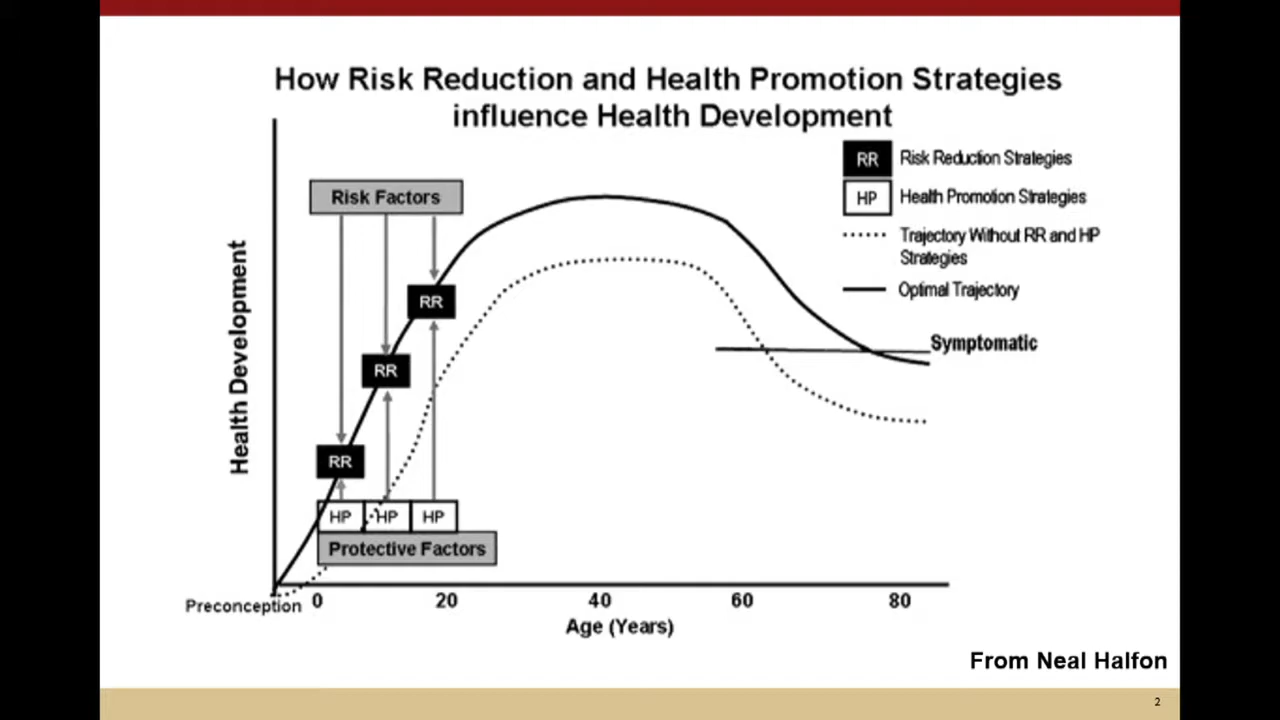 How Risk Reduction and Health Promotion Strategies
influence Health Development
RR Risk Reduction Strategies
HP Health Promotion Strategies
Trajectory Without RR and HP
Strategies
Optimal Trajectory
Risk Factors
Health Development
RR
RR
RR
Symptomatic
HP HP HP
Protective Factors
Preconception 0 20 40 60 80
Age (Years)
From Neal Halfon
2